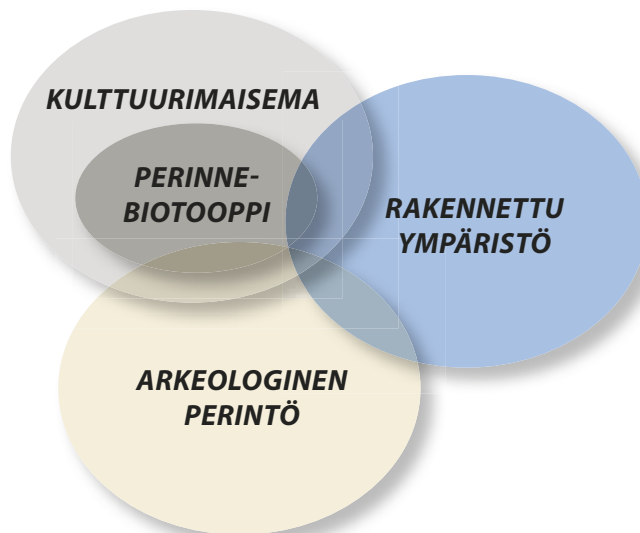 KULTTUURIMAISEMA
PERINNE-
BIOTOOPPI
RAKENNETTU
YMPÄRISTÖ
ARKEOLOGINEN
PERINTÖ